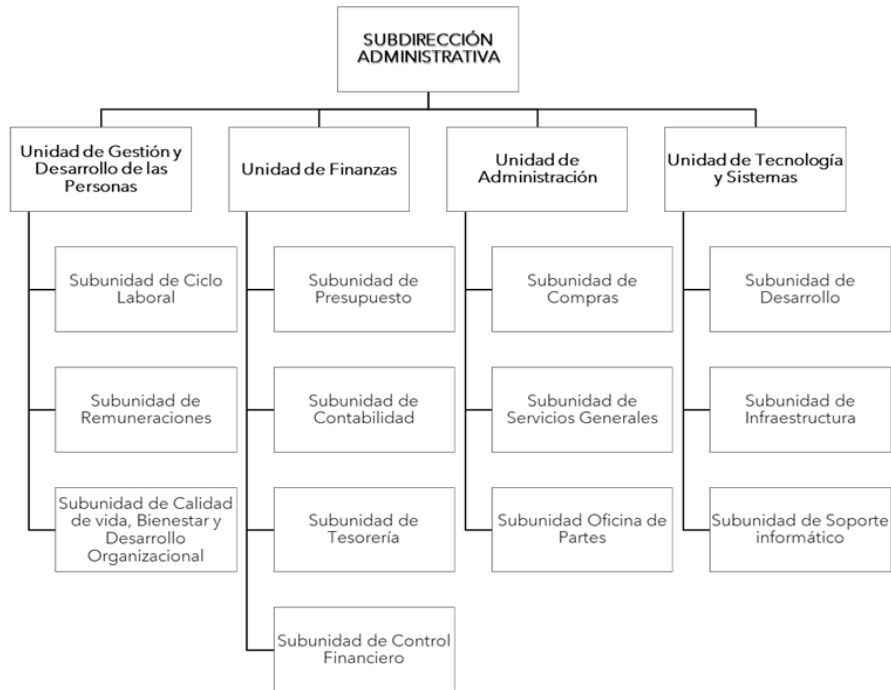 SUBDIRECCIÓN
ADMINISTRATIVA
Unidad de Gestión y
Desarrollo de las
Personas
Unidad de Finanzas
Unidad de
Administración
Unidad de Tecnología
y Sistemas
Subunidad de Ciclo
Laboral
Subunidad de
Presupuesto
Subunidad de
Compras
Subunidad de
Desarrollo
Subunidad de
Remuneraciones
Subunidad de
Contabilidad
Subunidad de
Servicios Generales
Subunidad de
Infraestructura
Subunidad de Calidad
de vida, Bienestar y
Desarrollo
Organizacional
Subunidad de
Tesorería
Subunidad Oficina de
Partes
Subunidad de Soporte
informático
Subunidad de Control
Financiero